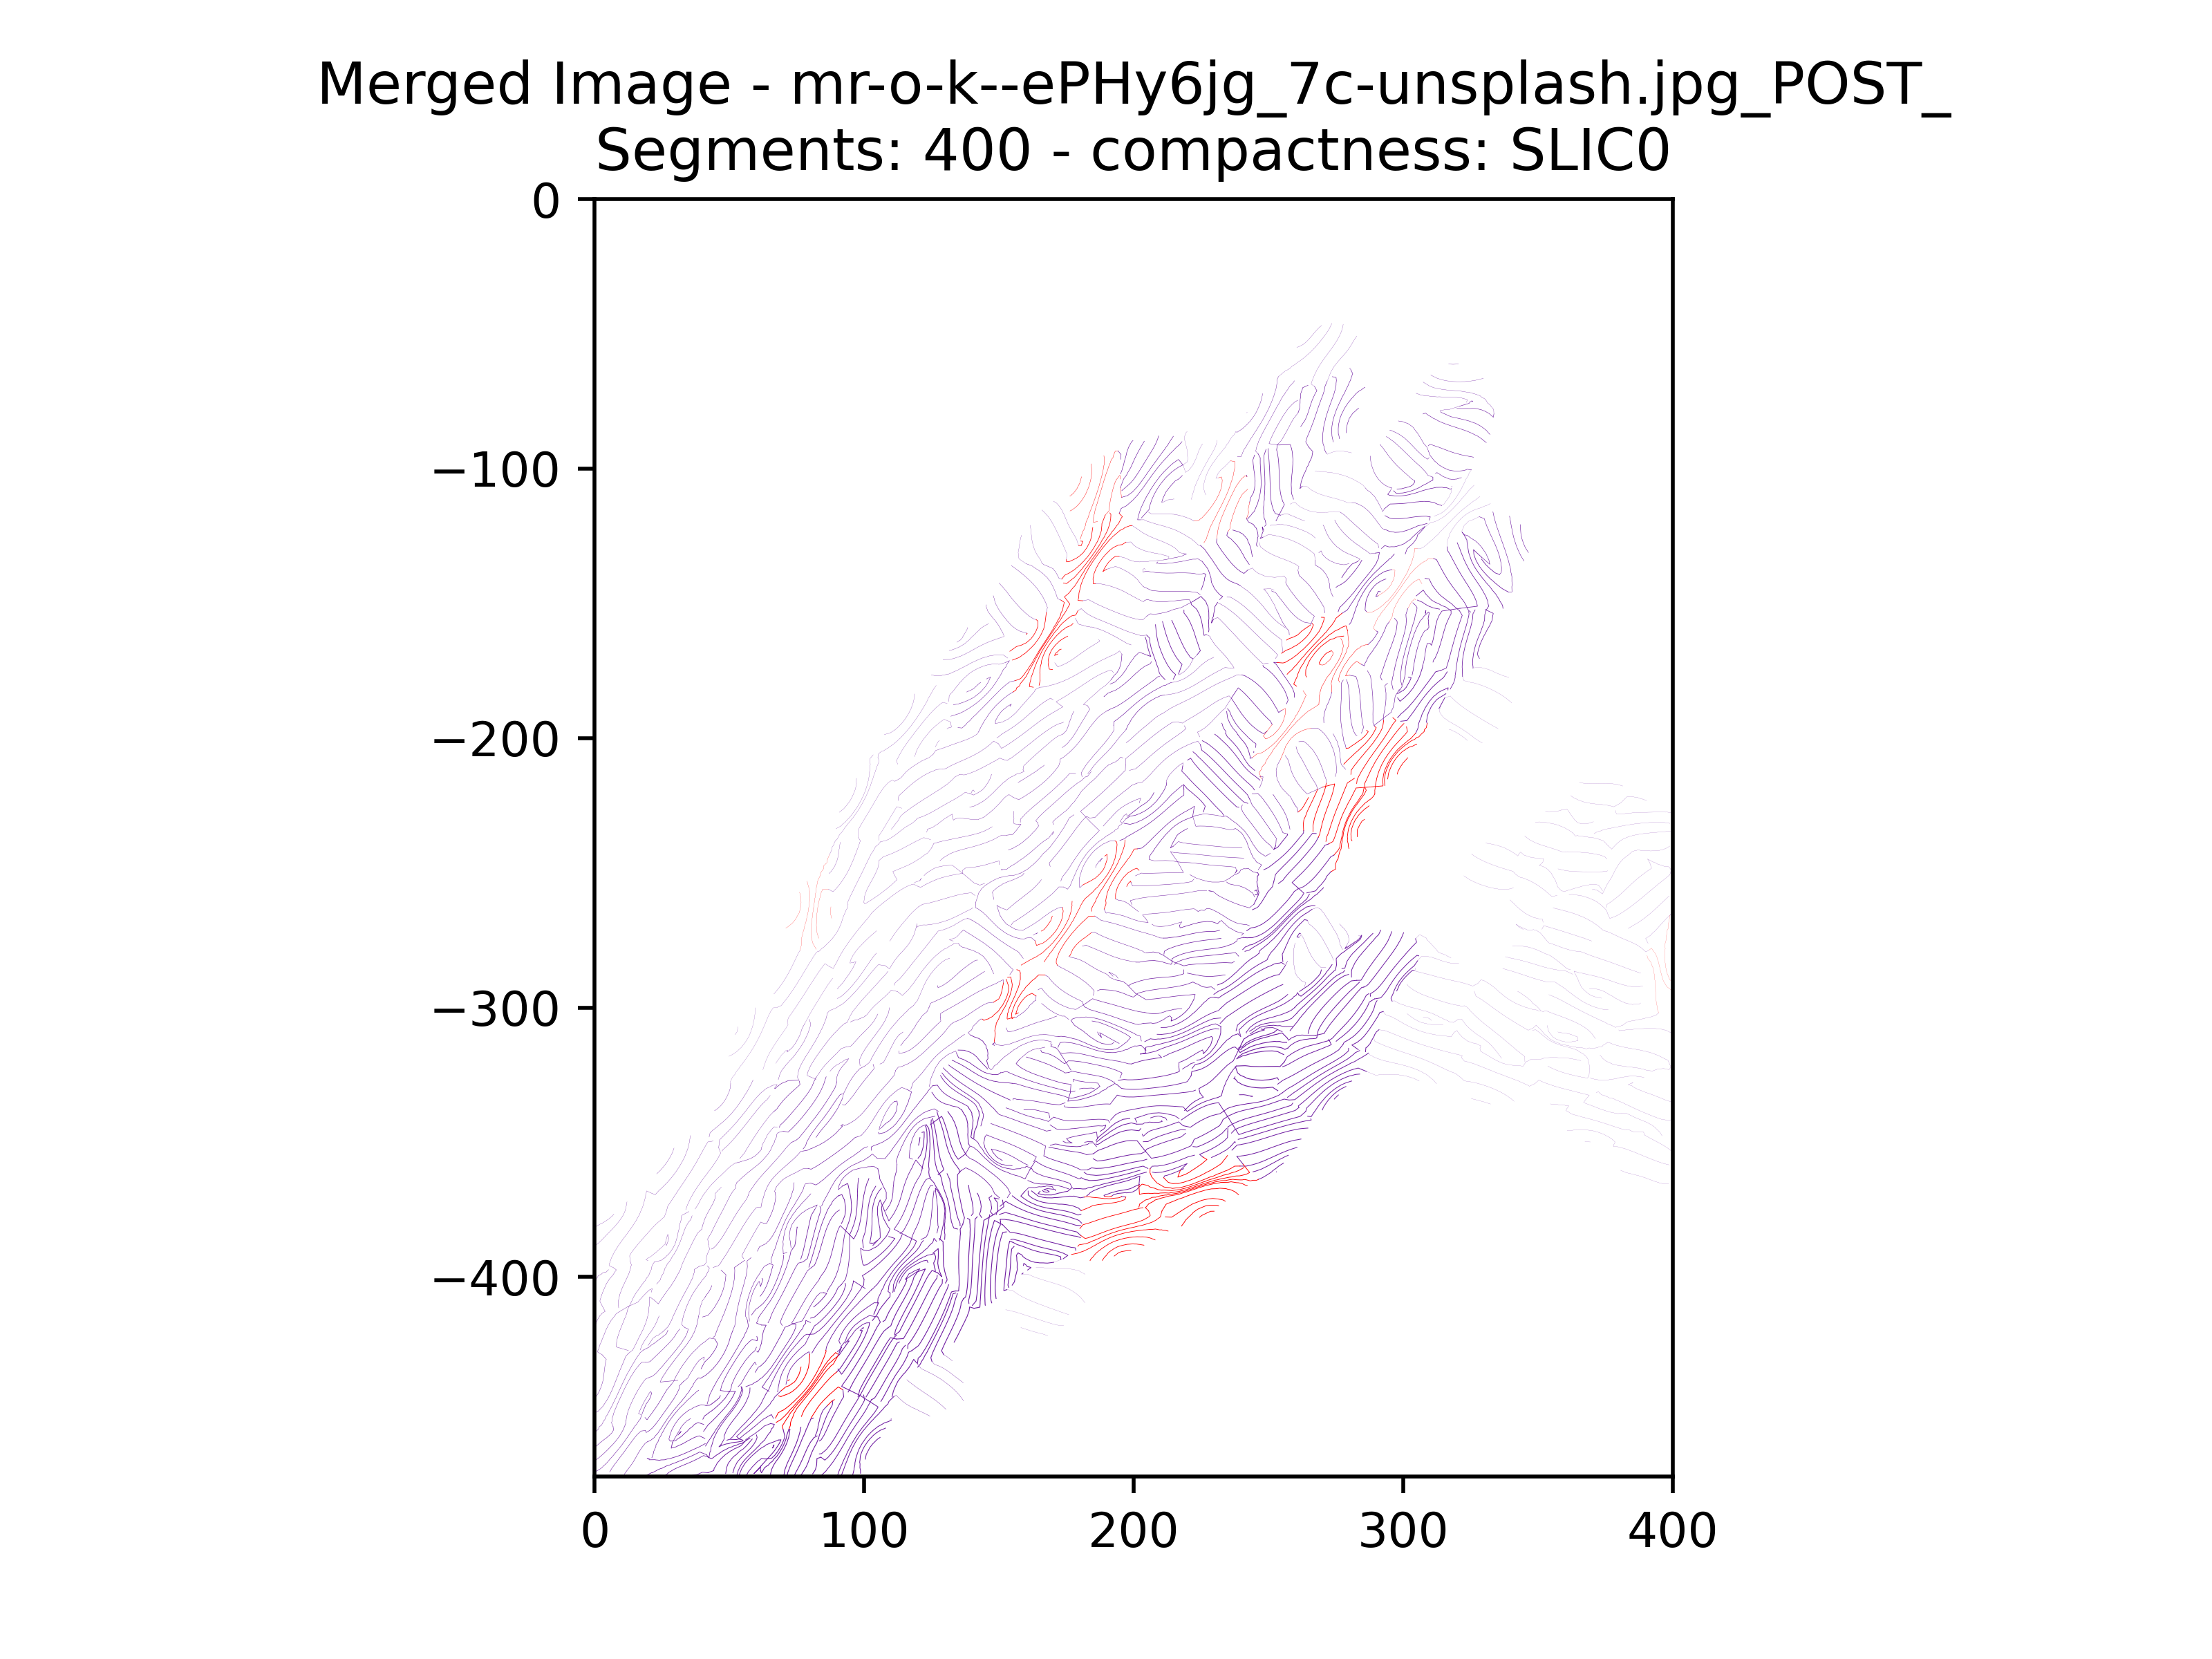 Merged Image - mr-o-k--ePHy6jg_7c-unsplash.jpg_POST_
Segments: 400 - compactness: SLIC0
0
−100
−200
−300
−400
0 100 200 300 400